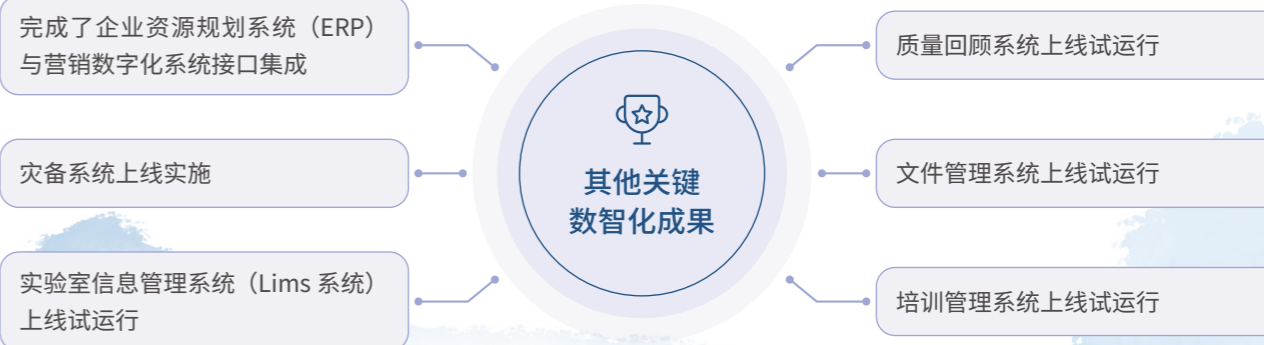 完成了企业资源规划系统（ERP）
与营销数字化系统接口集成
灾备系统上线实施
实验室信息管理系统（Lims 系统）
上线试运行
其他关键
数智化成果
质量回顾系统上线试运行
文件管理系统上线试运行
培训管理系统上线试运行